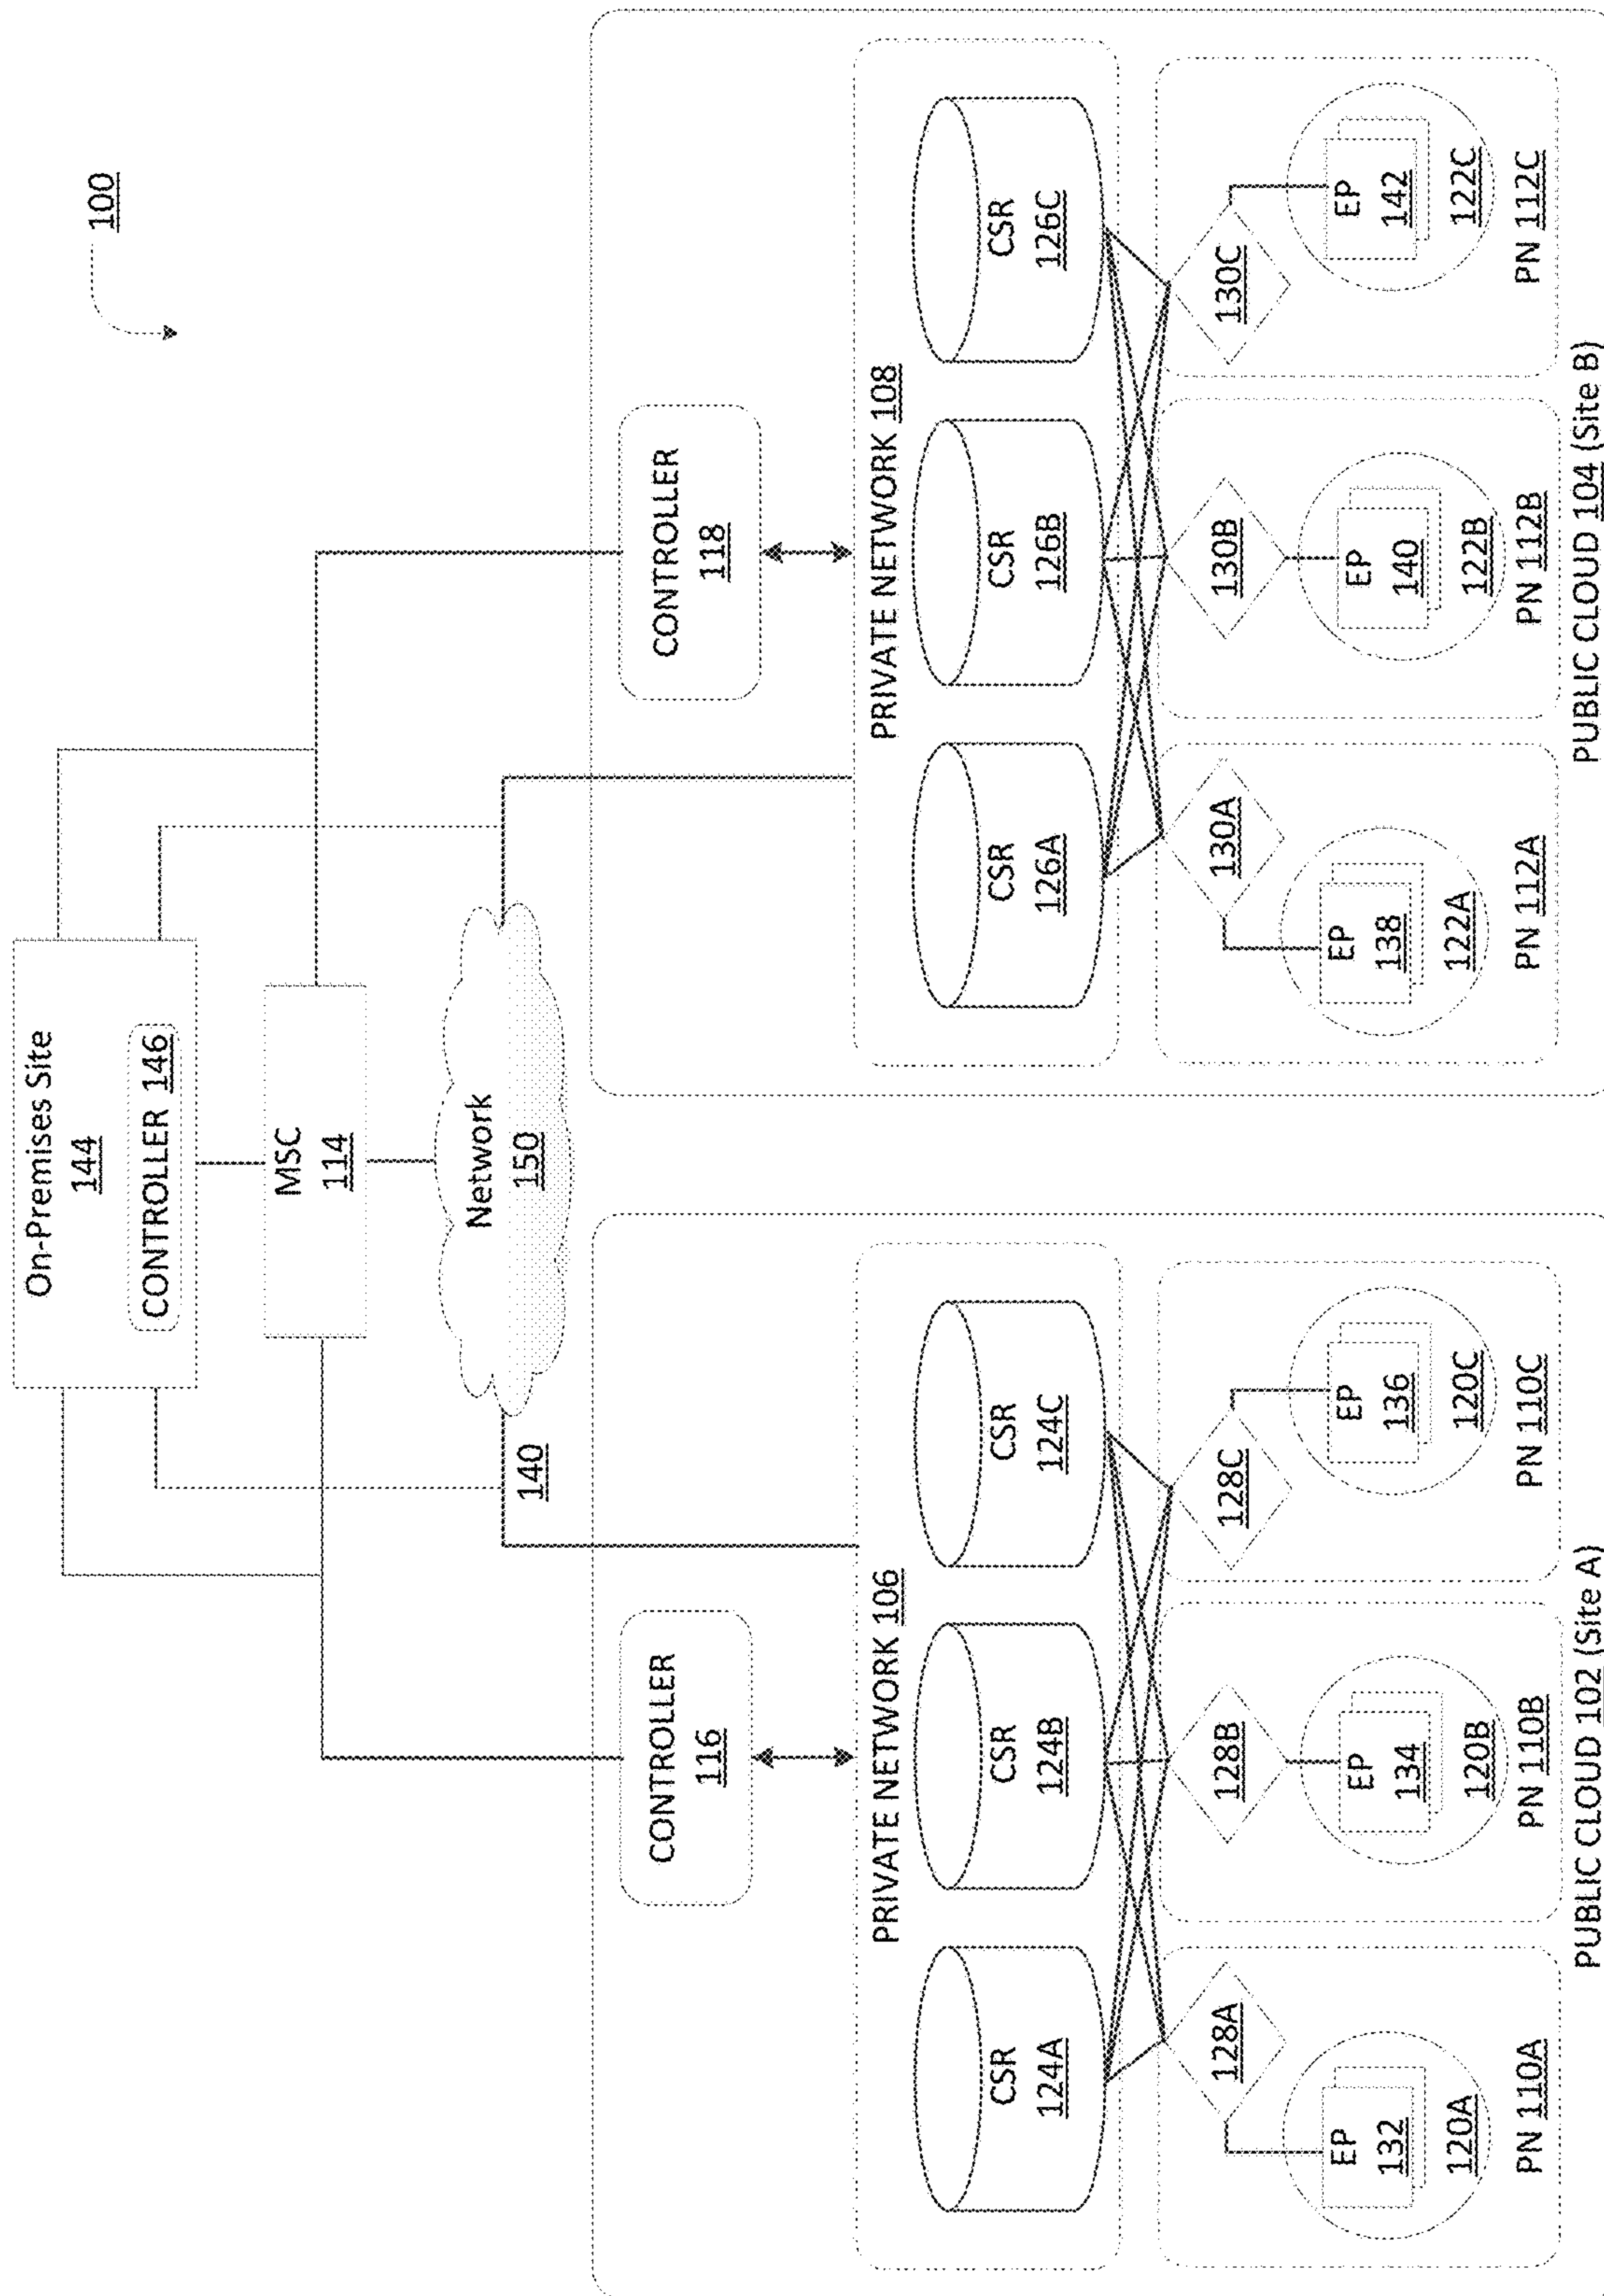 100
On-Premises Site
144
CONTROLLER 146
MSC
114
Network
150
140
CONTROLLER
116
CONTROLLER
118
PRIVATE NETWORK 106
CSR
124A
CSR
124B
CSR
124C
PRIVATE NETWORK 108
CSR
126A
CSR
126B
CSR
126C
128A
EP
132
120A
PN 110A
128B
EP
134
120B
PN 110B
128C
EP
136
120C
PN 110C
PUBLIC CLOUD 102 (Site A)
130A
EP
138
122A
PN 112A
130B
EP
140
122B
PN 112B
130C
EP
142
122C
PN 112C
PUBLIC CLOUD 104 (Site B)